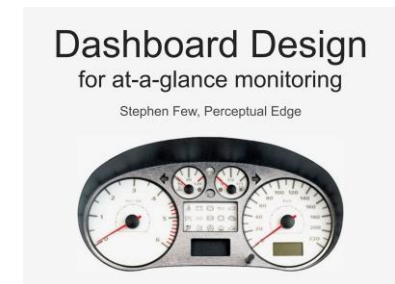 Dashboard Design
for at-a-glance monitoring
Stephen Few, Perceptual Edge